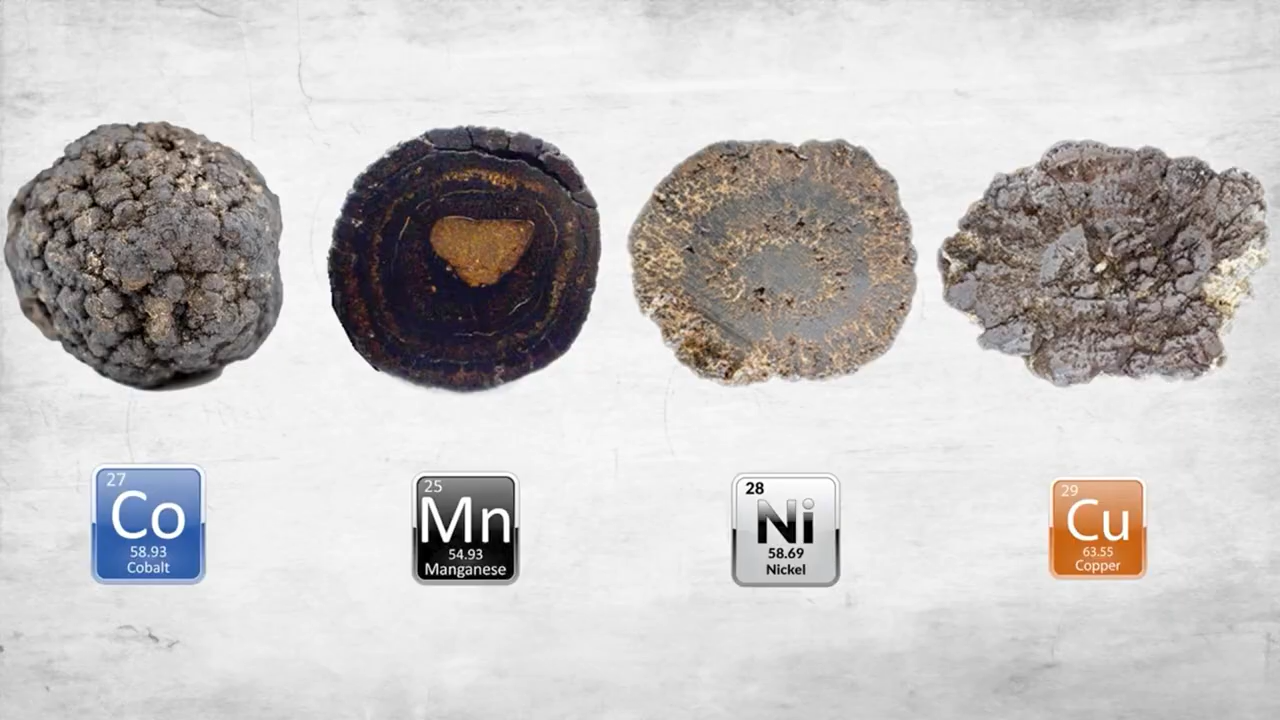 27
Co
58.93
Cobalt
25
Mn
54.93
Manganese
28
Ni
58.69
Nickel
29
Cu
63.55
Copper